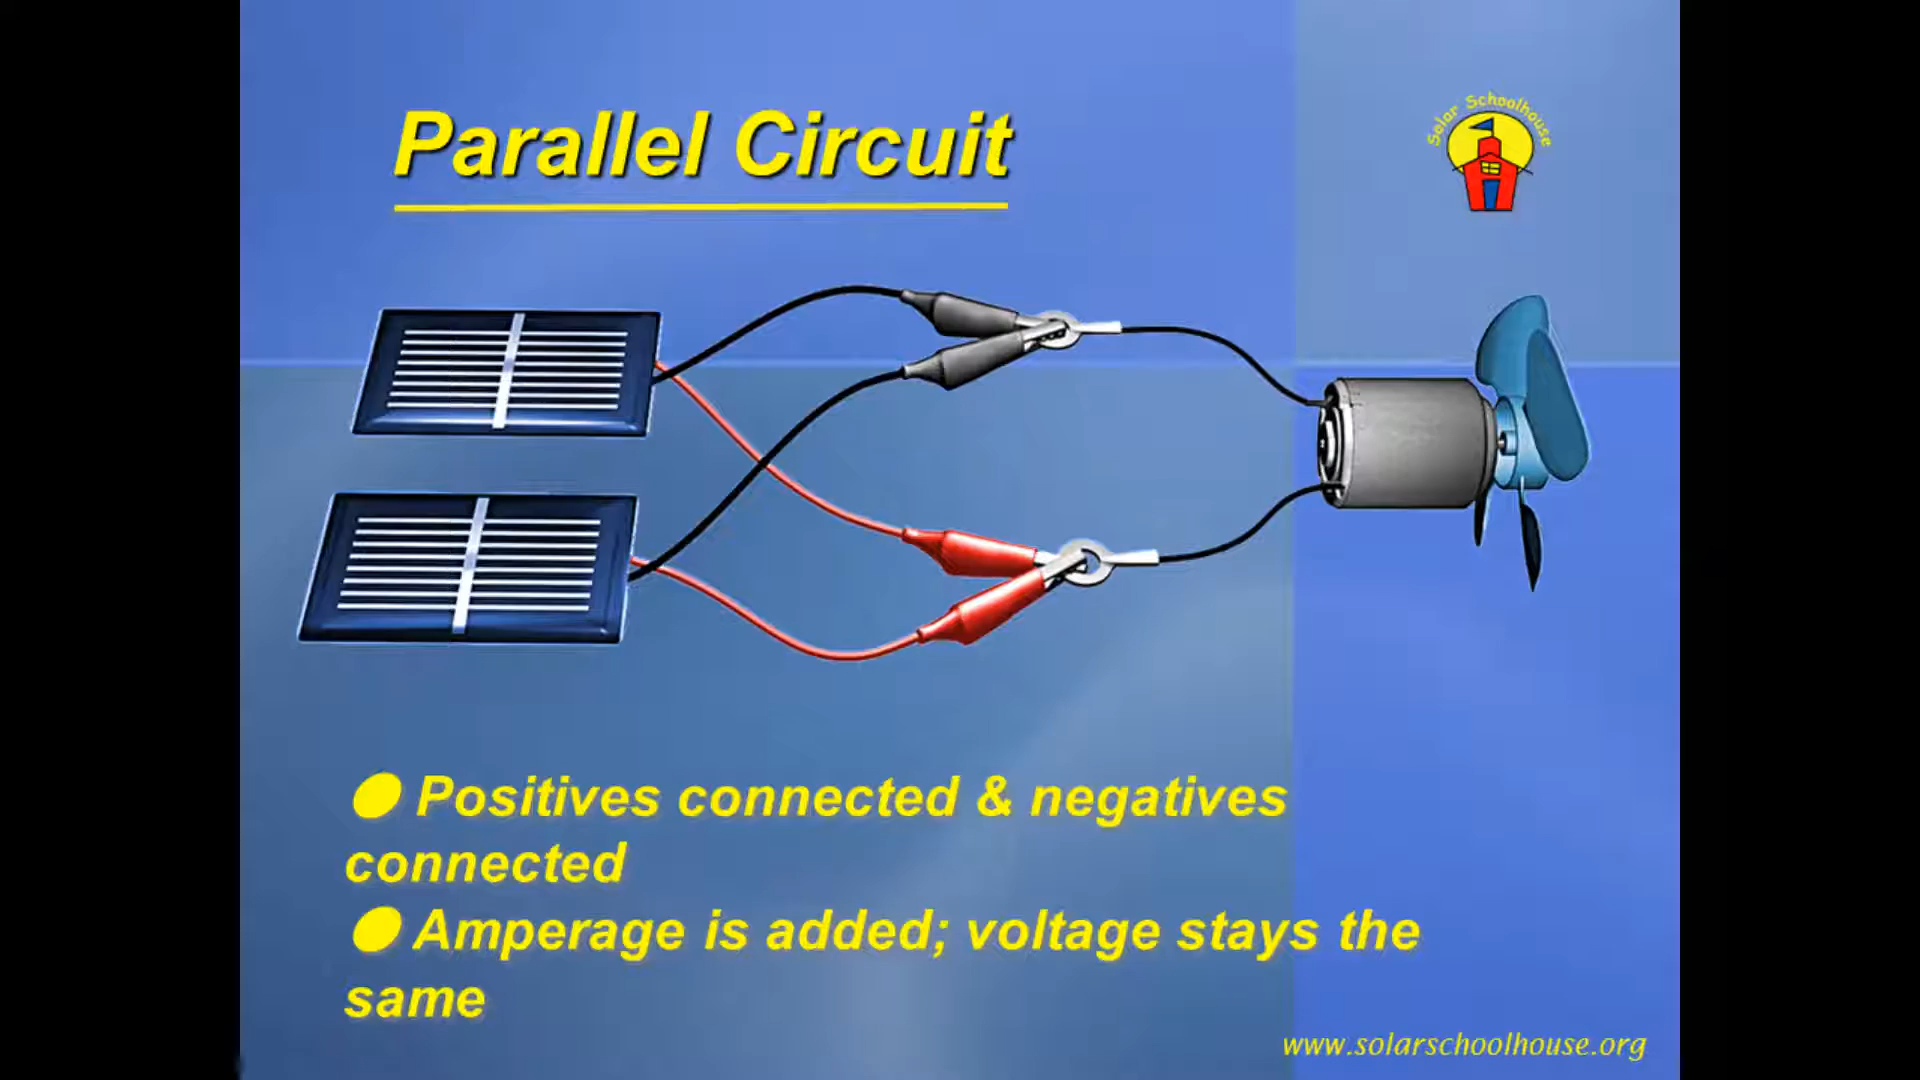 Parallel Circuit
Solar Schoolhouse
● Positives connected & negatives
connected
● Amperage is added; voltage stays the
same
www.solarschoolhouse.org